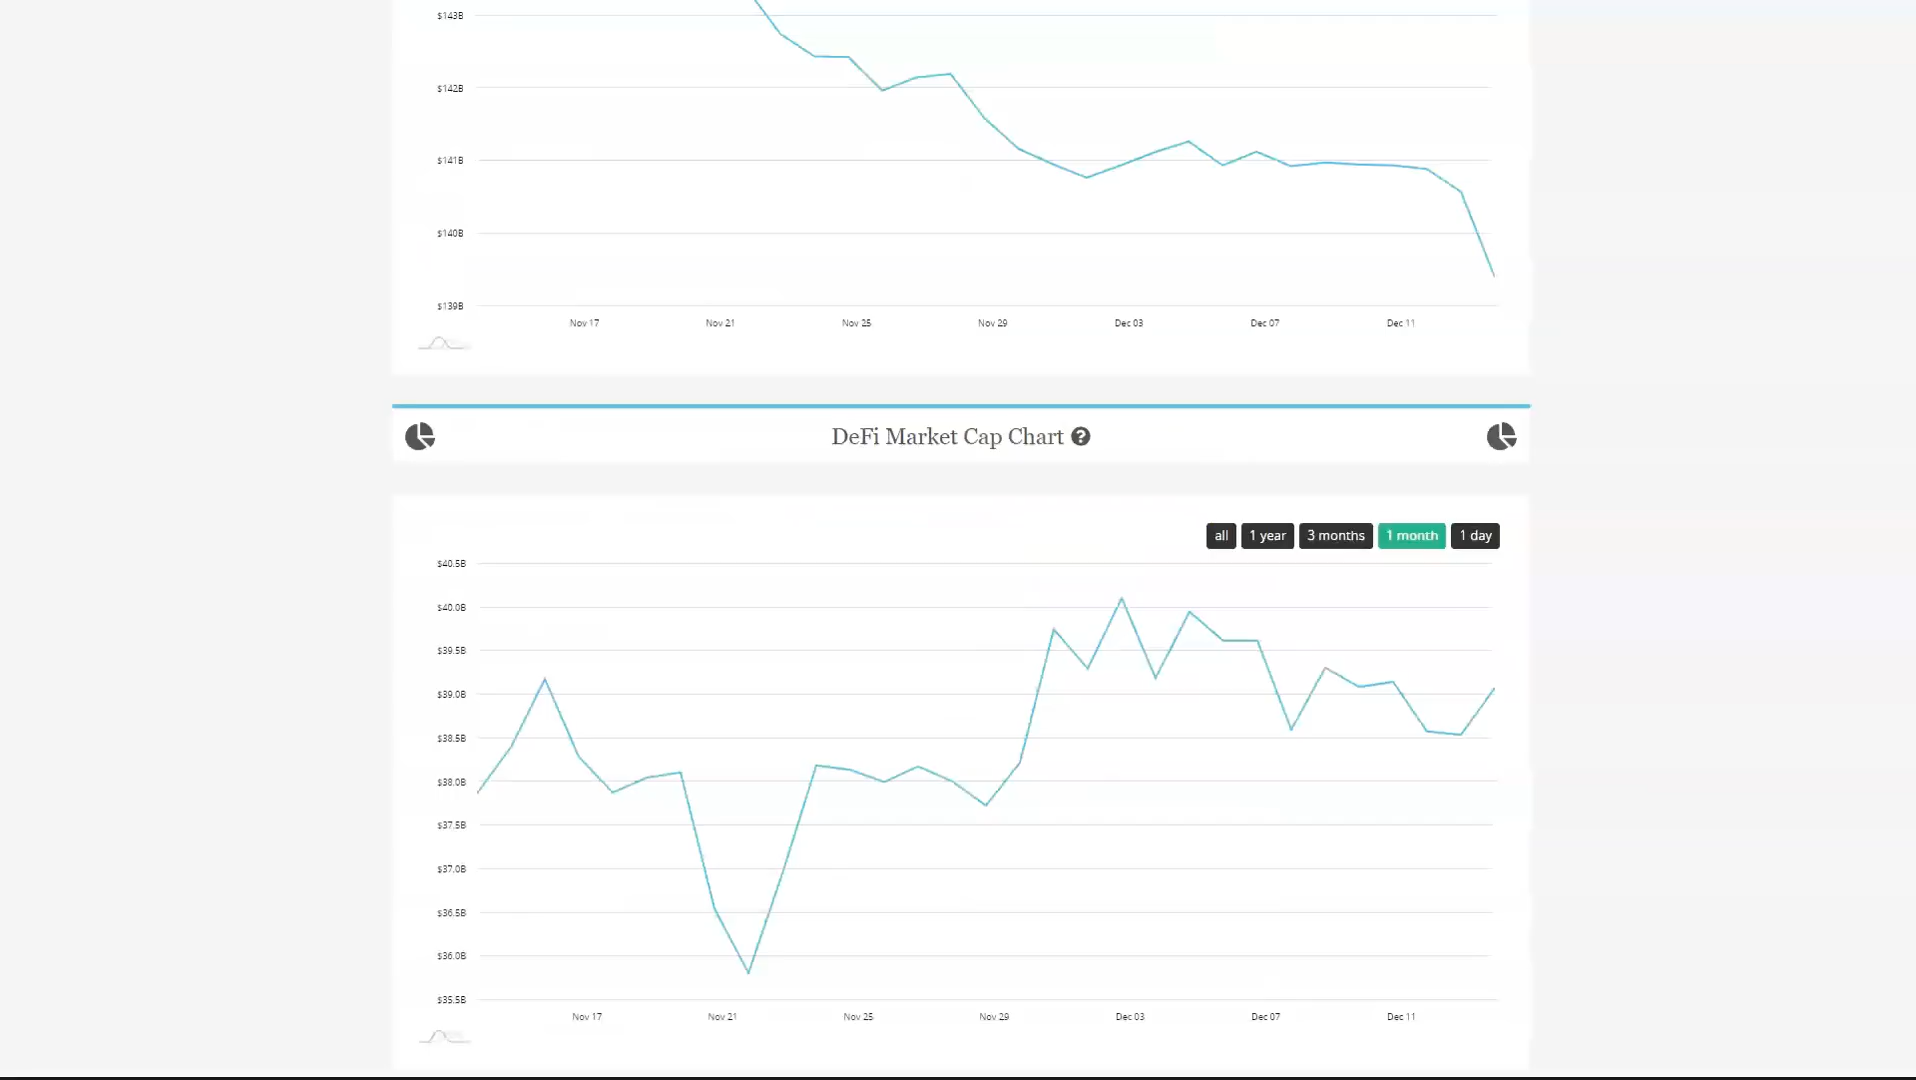 $143B
$142B
$141B
$140B
$139B
Nov 17 Nov 21 Nov 25 Nov 29 Dec 03 Dec 07 Dec 11
DeFi Market Cap Chart ?
all 1 year 3 months 1 month 1 day
$40.5B
$40.0B
$39.5B
$39.0B
$38.5B
$38.0B
$37.5B
$37.0B
$36.5B
$36.0B
$35.5B
Nov 17 Nov 21 Nov 25 Nov 29 Dec 03 Dec 07 Dec 11